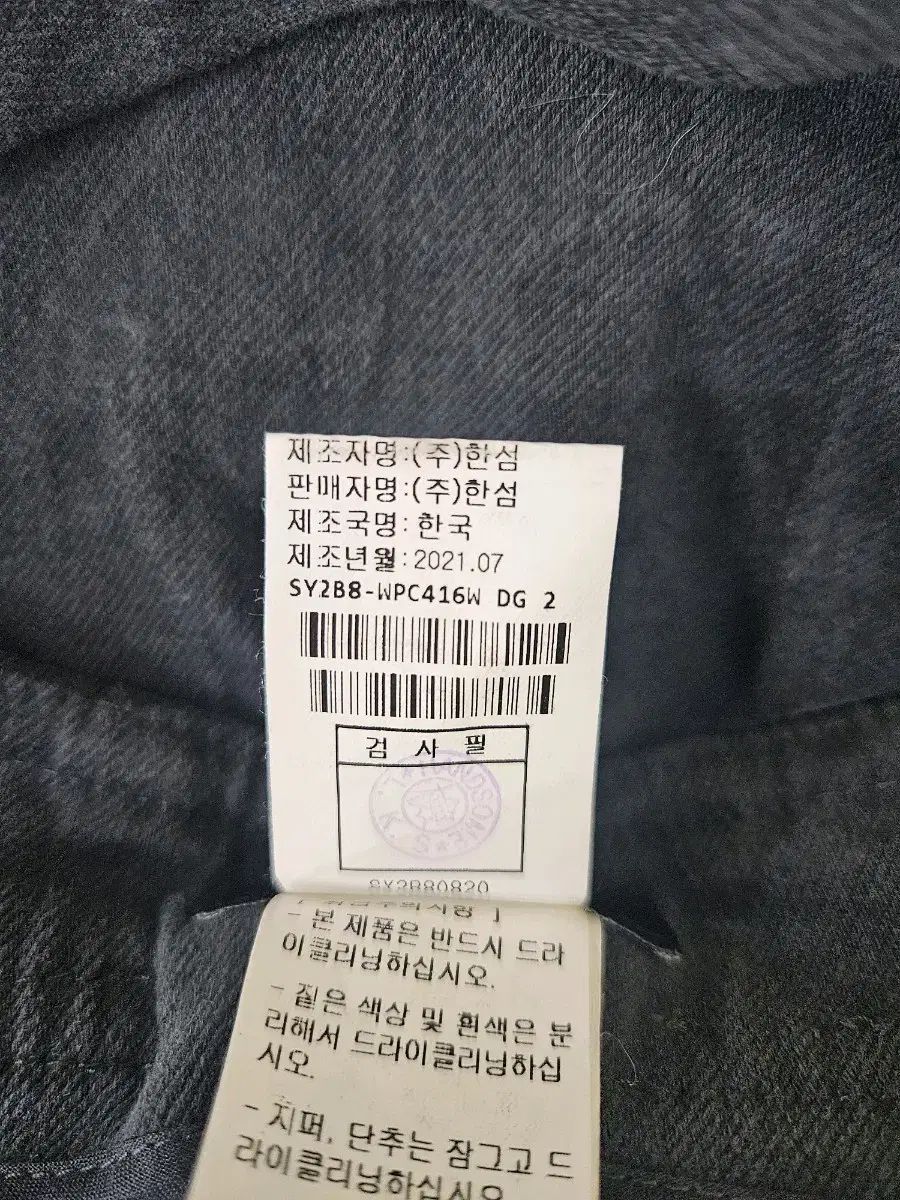 제조자명:(주)한섬
판매자명:(주)한섬
제조국명: 한국
제조년월: 2021.07
SY2B8-WPC416W DG 2
검 사 필
HANDSOME
- 본 제품은 반드시 드라
이클리닝하십시오.
- 짙은 색상 및 흰색은 분
리해서 드라이클리닝하십
시오.
- 지퍼, 단추는 잠그고 드
라이클리닝하십시오